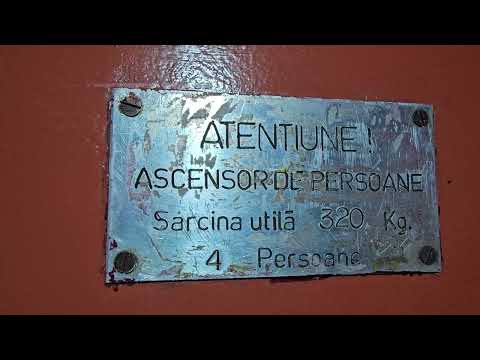 ATENTIUNE !
ASCENSOR DE PERSOANE
Sarcina utilă 320 Kg.
4 Persoane